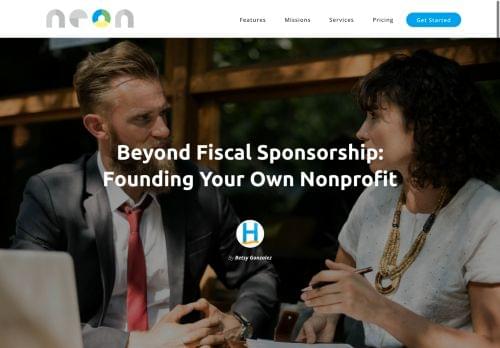 neon
Features Missions Services Pricing Get Started
Beyond Fiscal Sponsorship:
Founding Your Own Nonprofit
H
by Betsy Gonzalez